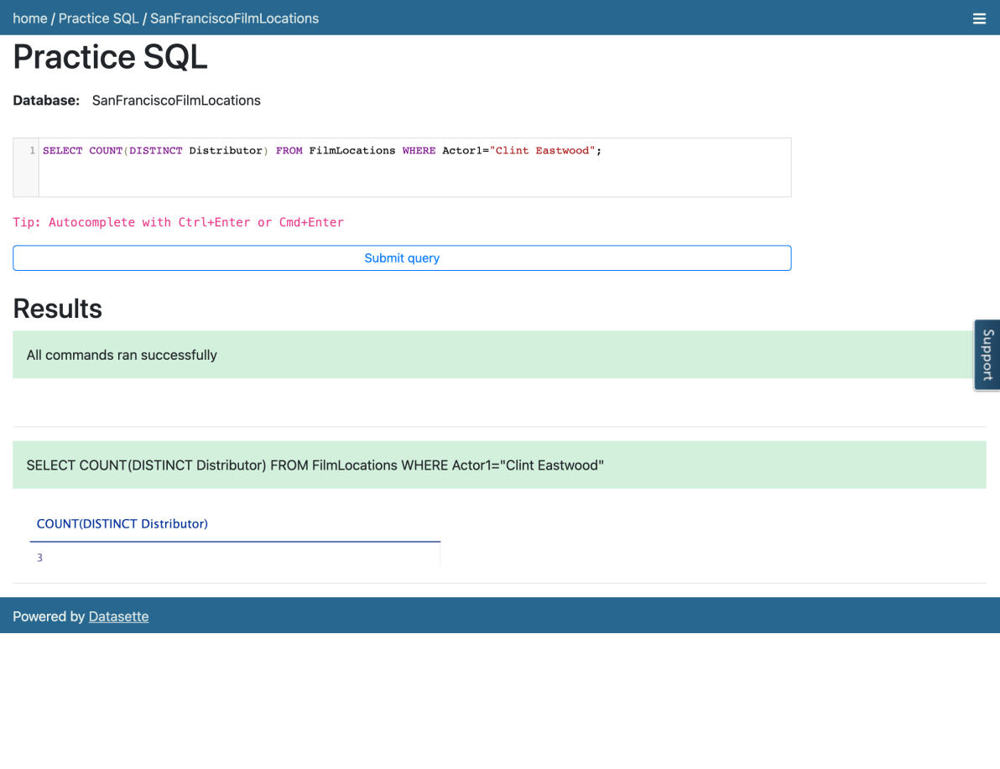 home / Practice SQL / SanFranciscoFilmLocations
Practice SQL
Database: SanFranciscoFilmLocations
1 SELECT COUNT(DISTINCT Distributor) FROM FilmLocations WHERE Actor1="Clint Eastwood";
Tip: Autocomplete with Ctrl+Enter or Cmd+Enter
Submit query
Results
Support
All commands ran successfully
SELECT COUNT(DISTINCT Distributor) FROM FilmLocations WHERE Actor1="Clint Eastwood"
COUNT(DISTINCT Distributor)
3
Powered by Datasette